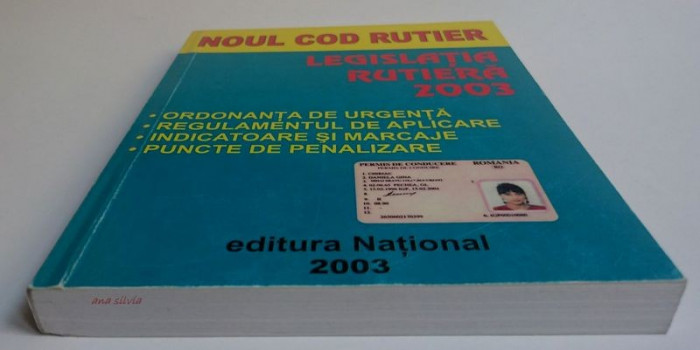 NOUL COD RUTIER
LEGISLAȚIA
RUTIERĂ
2003
• ORDONANȚA DE URGENȚĂ
• REGULAMENTUL DE APLICARE
• INDICATOARE ȘI MARCAJE
• PUNCTE DE PENALIZARE
PERMIS DE CONDUCERE ROMANIA
editura Național
2003
ana silvia